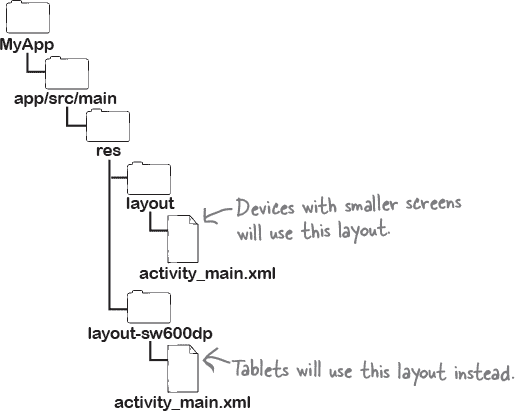 MyApp
app/src/main
res
layout
Devices with smaller screens
will use this layout.
activity_main.xml
layout-sw600dp
Tablets will use this layout instead.
activity_main.xml